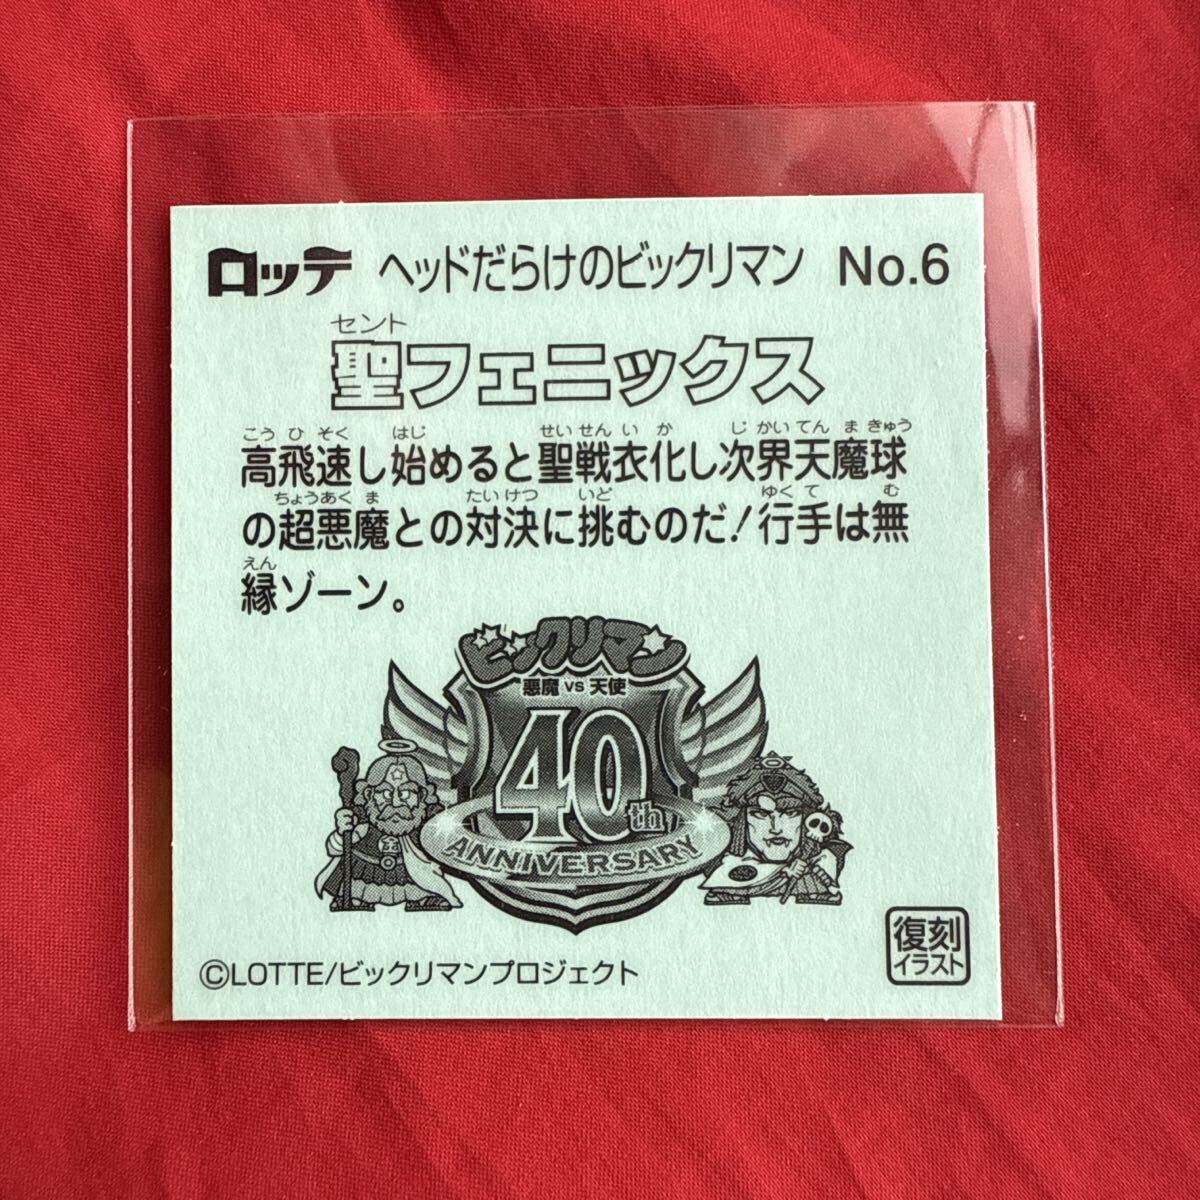 ロッテ ヘッドだらけのビックリマン No.6
セント
聖フェニックス
こう ひ そく はじ せい せん い か じ かい てん ま きゅう
高飛速し始めると聖戦衣化し次界天魔球
ちょう あく ま たい けつ いど ゆく て む
の超悪魔との対決に挑むのだ!行手は無
えん
縁ゾーン。
ビックリマン
悪魔 VS 天使
40th
ANNIVERSARY
復刻
イラスト
©LOTTE/ビックリマンプロジェクト